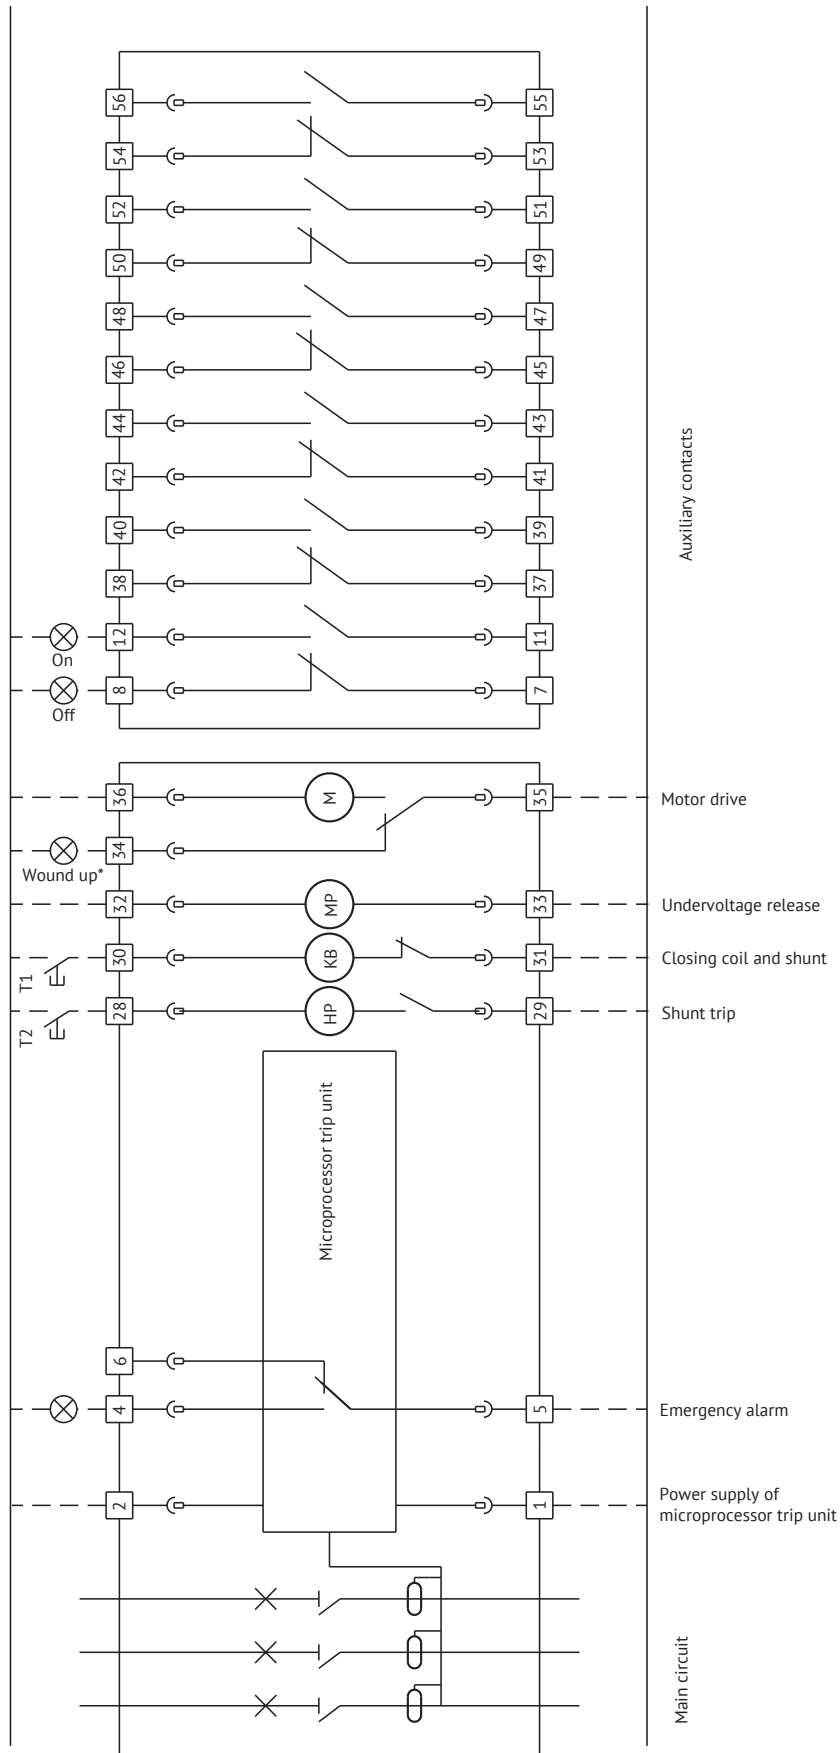 56
55
54
53
52
51
50
49
48
47
46
45
44
43
42
41
40
39
38
37
12
11
On
8
7
Off
Auxiliary contacts
36
M
35
Motor drive
34
Wound up*
32
MP
33
Undervoltage release
T1
30
KB
31
Closing coil and shunt
T2
28
HP
29
Shunt trip
Microprocessor trip unit
6
4
5
Emergency alarm
2
1
Power supply of
microprocessor trip unit
Main circuit